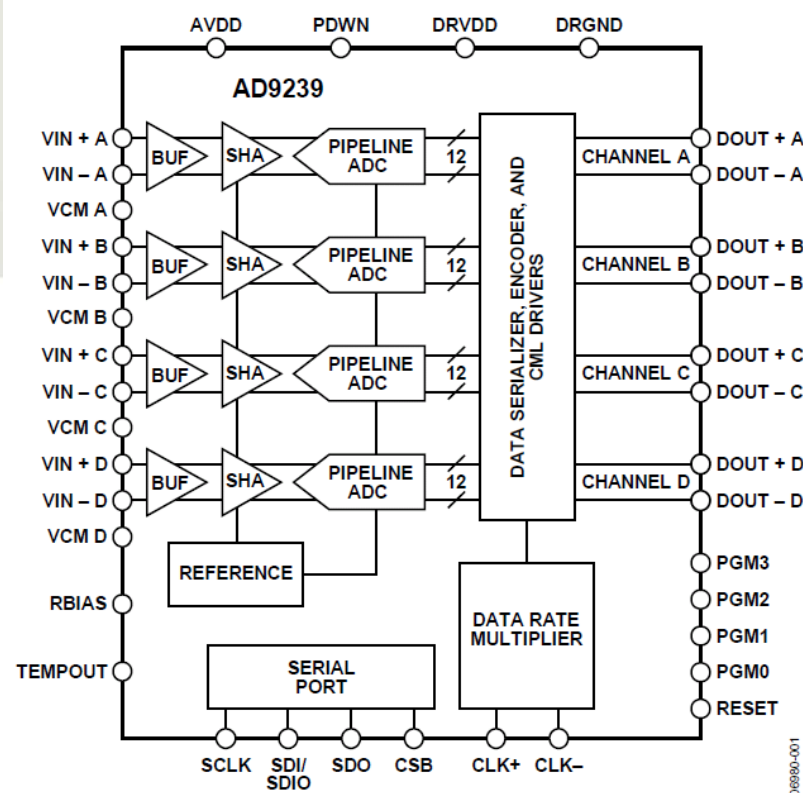 AVDD
PDWN
DRVDD
DRGND
AD9239
VIN + A
VIN – A
VCM A
VIN + B
VIN – B
VCM B
VIN + C
VIN – C
VCM C
VIN + D
VIN – D
VCM D
RBIAS
TEMPOUT
BUF
SHA
PIPELINE
ADC
12
CHANNEL A
BUF
SHA
PIPELINE
ADC
12
CHANNEL B
BUF
SHA
PIPELINE
ADC
12
CHANNEL C
BUF
SHA
PIPELINE
ADC
12
CHANNEL D
DATA SERIALIZER, ENCODER, AND
CML DRIVERS
REFERENCE
SERIAL
PORT
DATA RATE
MULTIPLIER
DOUT + A
DOUT – A
DOUT + B
DOUT – B
DOUT + C
DOUT – C
DOUT + D
DOUT – D
PGM3
PGM2
PGM1
PGM0
RESET
SCLK
SDI/
SDIO
SDO
CSB
CLK+
CLK–
06980-001